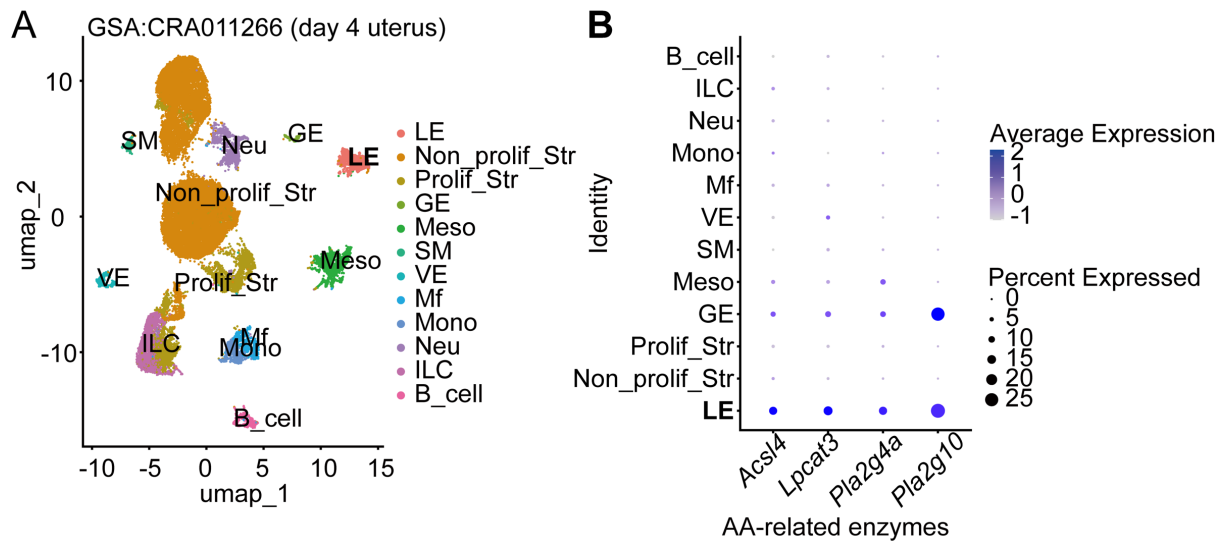 A
GSA:CRA011266 (day 4 uterus)
10
0
-10
umap_2
SM
Neu
GE
LE
Non_prolif_Str
VE
Prolif_Str
Meso
ILC
Mf
Mono
B_cell
-10 -5 0 5 10 15
umap_1
LE
Non_prolif_Str
Prolif_Str
GE
Meso
SM
VE
Mf
Mono
Neu
ILC
B_cell
B
Identity
B_cell
ILC
Neu
Mono
Mf
VE
SM
Meso
GE
Prolif_Str
Non_prolif_Str
LE
Acsl4
Lpcat3
Pla2g4a
Pla2g10
AA-related enzymes
Average Expression
2
1
0
-1
Percent Expressed
0
5
10
15
20
25